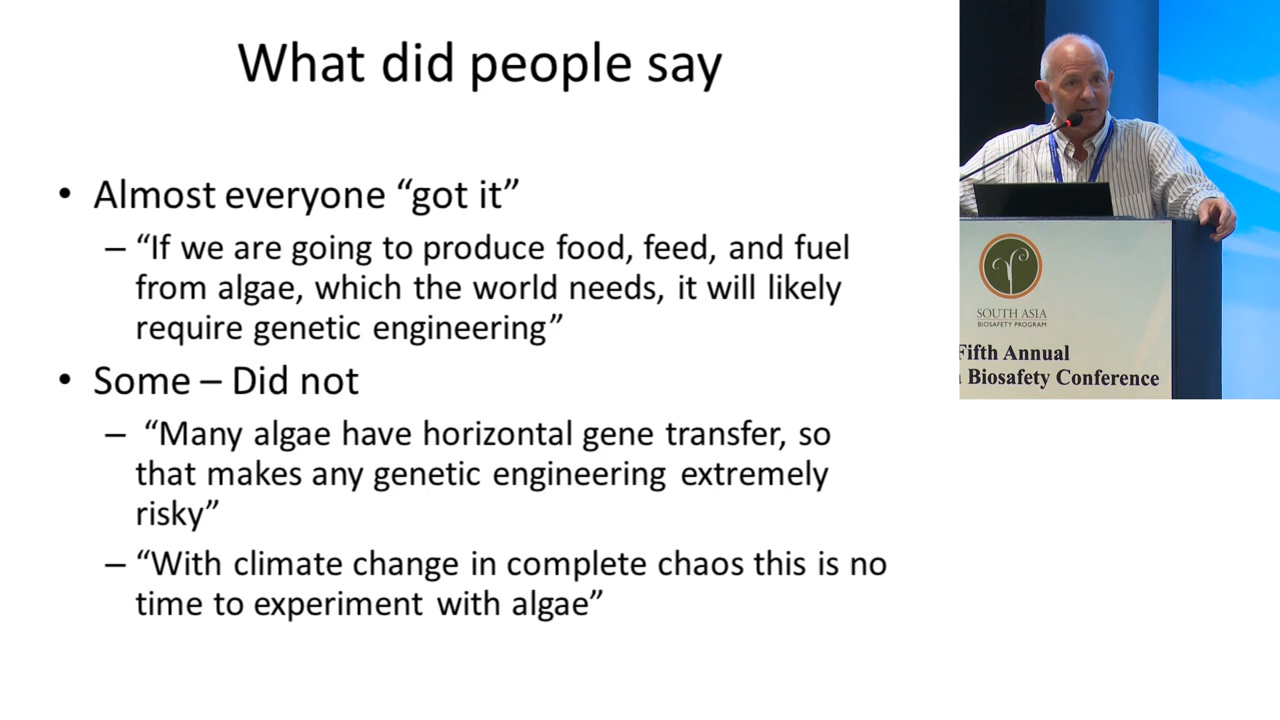 What did people say
• Almost everyone “got it”
– “If we are going to produce food, feed, and fuel
from algae, which the world needs, it will likely
require genetic engineering”
• Some – Did not
– “Many algae have horizontal gene transfer, so
that makes any genetic engineering extremely
risky”
– “With climate change in complete chaos this is no
time to experiment with algae”
SOUTH ASIA
BIOSAFETY PROGRAM
Fifth Annual
Biosafety Conference